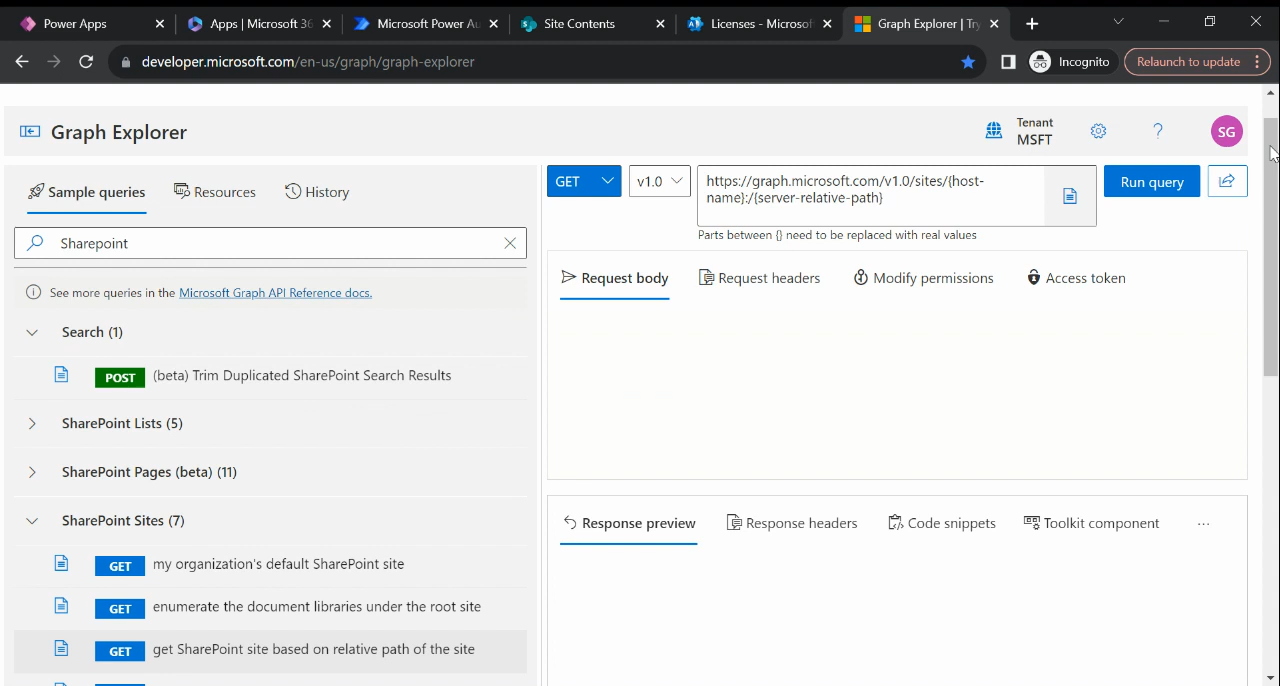 Power Apps
Apps | Microsoft 36
Microsoft Power Au
Site Contents
Licenses - Microsof
Graph Explorer | Try
developer.microsoft.com/en-us/graph/graph-explorer
Incognito
Relaunch to update
Graph Explorer
Tenant
MSFT
SG
Sample queries
Resources
History
Sharepoint
See more queries in the Microsoft Graph API Reference docs.
Search (1)
POST (beta) Trim Duplicated SharePoint Search Results
SharePoint Lists (5)
SharePoint Pages (beta) (11)
SharePoint Sites (7)
GET my organization's default SharePoint site
GET enumerate the document libraries under the root site
GET get SharePoint site based on relative path of the site
GET
v1.0
https://graph.microsoft.com/v1.0/sites/{host-
name}:/{server-relative-path}
Run query
Parts between {} need to be replaced with real values
Request body
Request headers
Modify permissions
Access token
Response preview
Response headers
Code snippets
Toolkit component
...